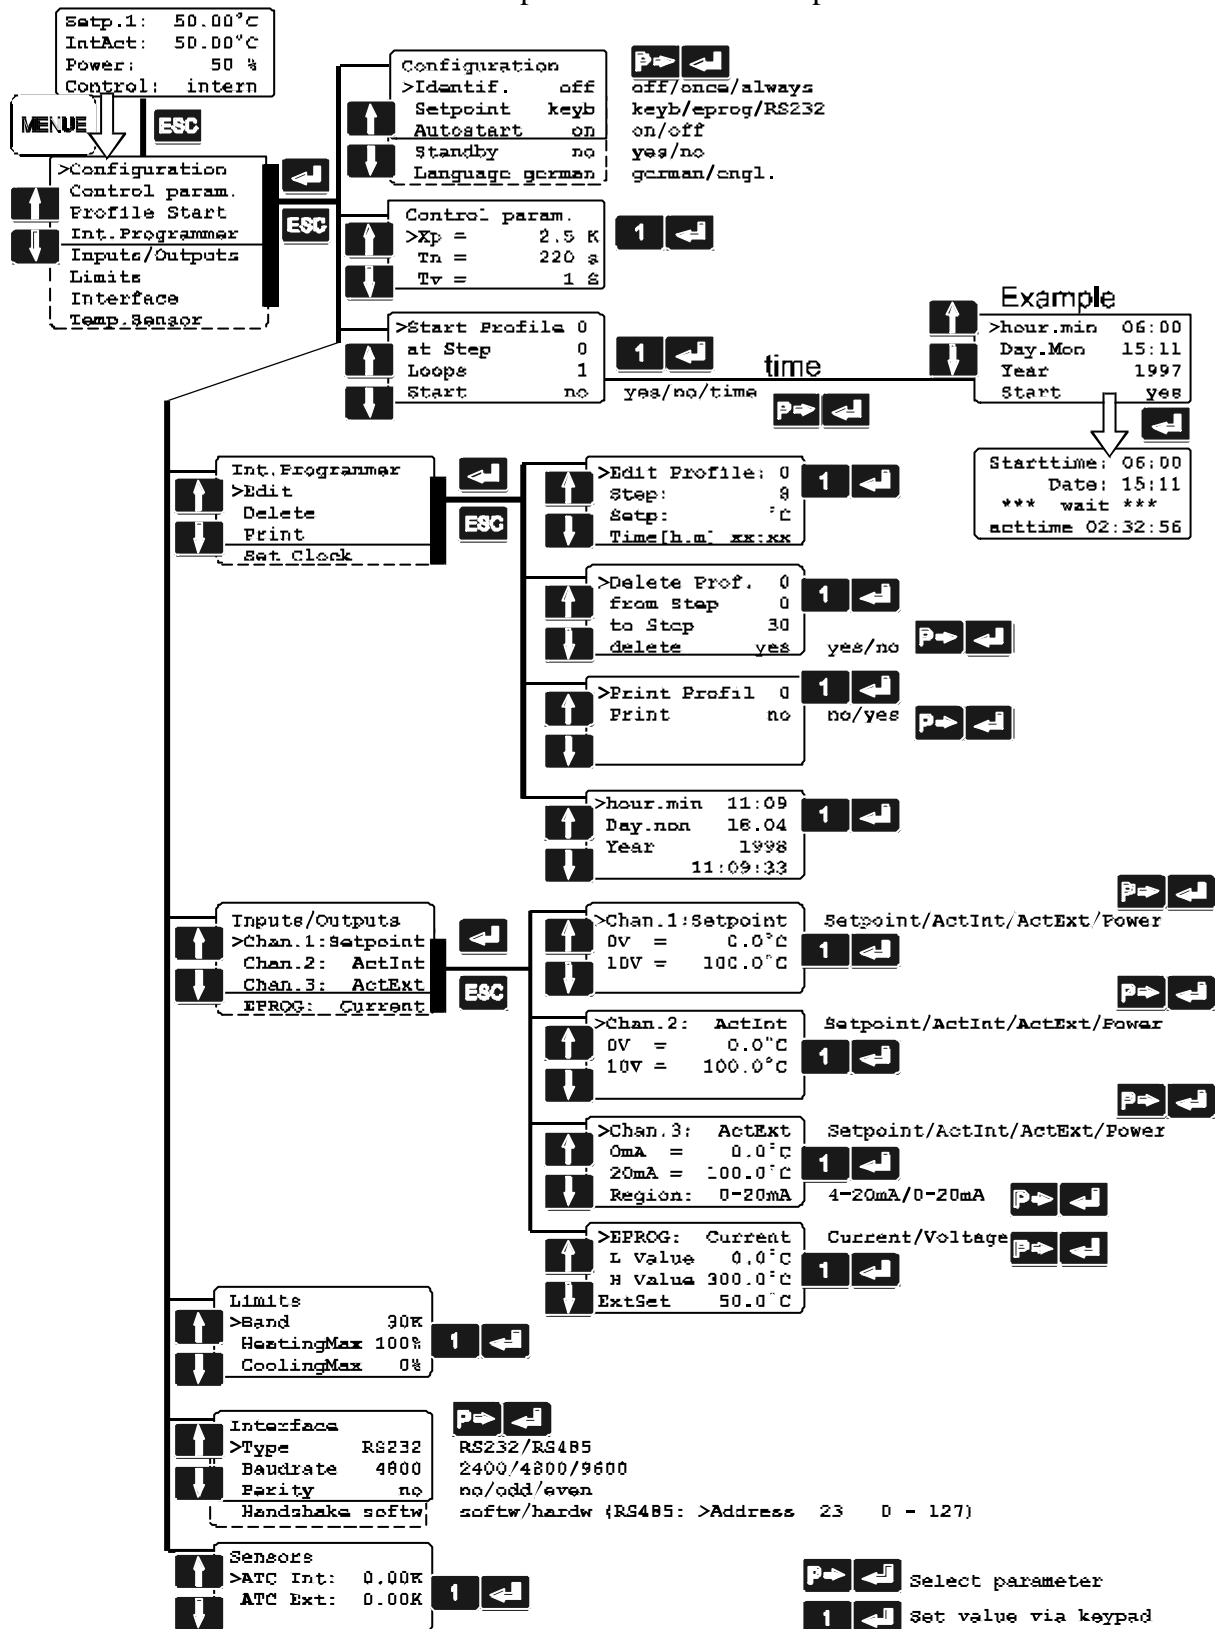 Setp.1: 50.00°C
IntAct: 50.00°C
Power: 50 %
Control: intern
MENUE
ESC
>Configuration
Control param.
Profile Start
Int.Programmer
Inputs/Outputs
Limits
Interface
Temp.Sensor
ESC
Configuration
>Identif. off
Setpoint keyb
Autostart on
Standby no
Language german
P
off/once/always
keyb/eprog/RS232
on/off
yes/no
german/engl.
Control param.
>Xp = 2.5 K
Tn = 220 s
Tv = 1 s
1
>Start Profile 0
at Step 0
Loops 1
Start no
1
yes/no/time
time
P
Example
>hour.min 06:00
Day.Mon 15:11
Year 1997
Start yes
Starttime: 06:00
Date: 15:11
*** wait ***
acttime 02:32:56
Int.Programmer
>Edit
Delete
Print
Set Clock
ESC
>Edit Profile: 0
Step: 9
Setp: °C
Time[h.m] xx:xx
1
>Delete Prof. 0
from Step 0
to Step 30
delete yes
1
yes/no
P
>Print Profil 0
Print no
1
no/yes
P
>hour.min 11:09
Day.mon 16.04
Year 1998
11:09:33
1
Inputs/Outputs
>Chan.1:Setpoint
Chan.2: ActInt
Chan.3: ActExt
EPROG: Current
ESC
P
>Chan.1:Setpoint
0V = 0.0°C
10V = 100.0°C
Setpoint/ActInt/ActExt/Power
1
P
>Chan.2: ActInt
0V = 0.0°C
10V = 100.0°C
Setpoint/ActInt/ActExt/Power
1
P
>Chan.3: ActExt
0mA = 0.0°C
20mA = 100.0°C
Region: 0-20mA
Setpoint/ActInt/ActExt/Power
1
4-20mA/0-20mA
P
>EPROG: Current
L Value 0.0°C
H Value 300.0°C
ExtSet 50.0°C
Current/Voltage
P
1
Limits
>Band 30K
HeatingMax 100%
CoolingMax 0%
1
Interface
>Type RS232
Baudrate 4800
Parity no
Handshake softw
P
RS232/RS485
2400/4800/9600
no/odd/even
softw/hardw (RS485: >Address 23 0 - 127)
Sensors
>ATC Int: 0.00K
ATC Ext: 0.00K
1
P Select parameter
1 Set value via keypad